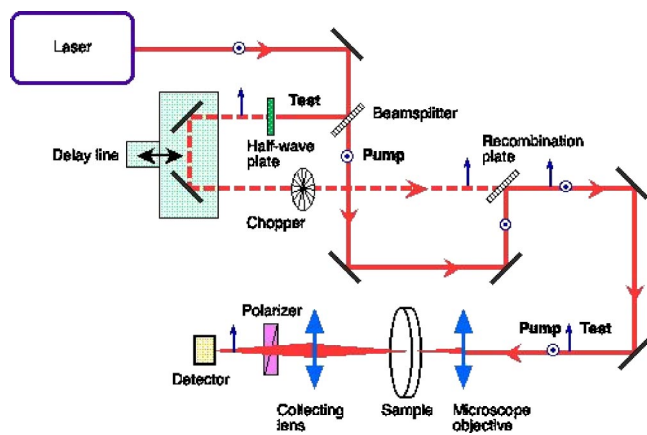 Laser
Test
Beamsplitter
Delay line
Half-wave
plate
Pump
Recombination
plate
Chopper
Polarizer
Pump
Test
Detector
Collecting
lens
Sample
Microscope
objective